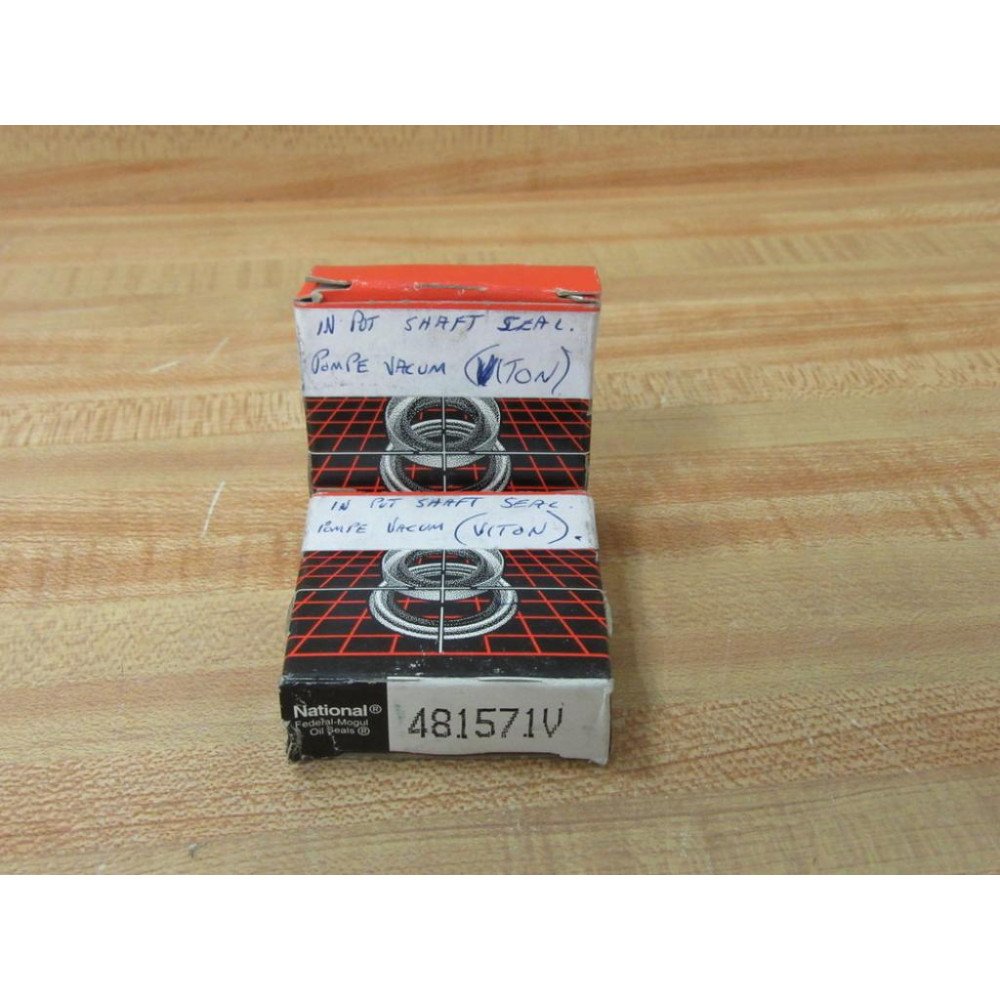 IN PUT SHAFT SEAL.
POMPE VACUM (VITON)
IN PUT SHAFT SEAL.
POMPE VACUM (VITON).
National®
Federal-Mogul
Oil Seals®
481571V